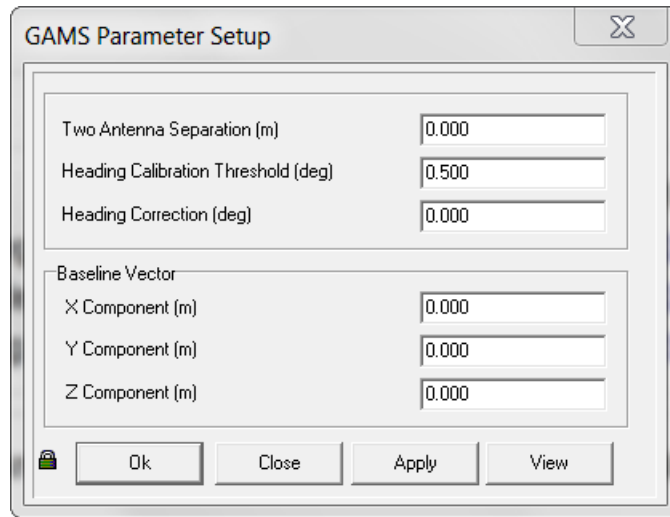 GAMS Parameter Setup
Two Antenna Separation (m) 0.000
Heading Calibration Threshold (deg) 0.500
Heading Correction (deg) 0.000
Baseline Vector
X Component (m) 0.000
Y Component (m) 0.000
Z Component (m) 0.000
Ok Close Apply View